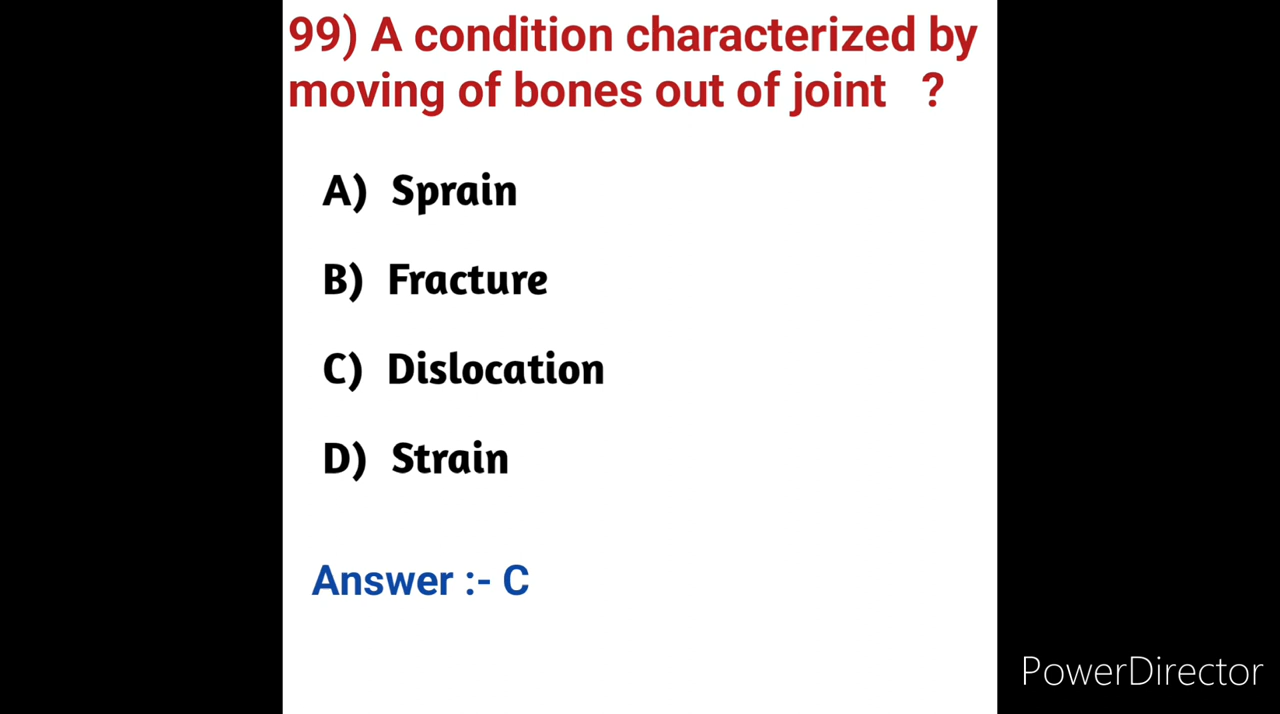 99) A condition characterized by
moving of bones out of joint ?
A) Sprain
B) Fracture
C) Dislocation
D) Strain
Answer :- C
PowerDirector